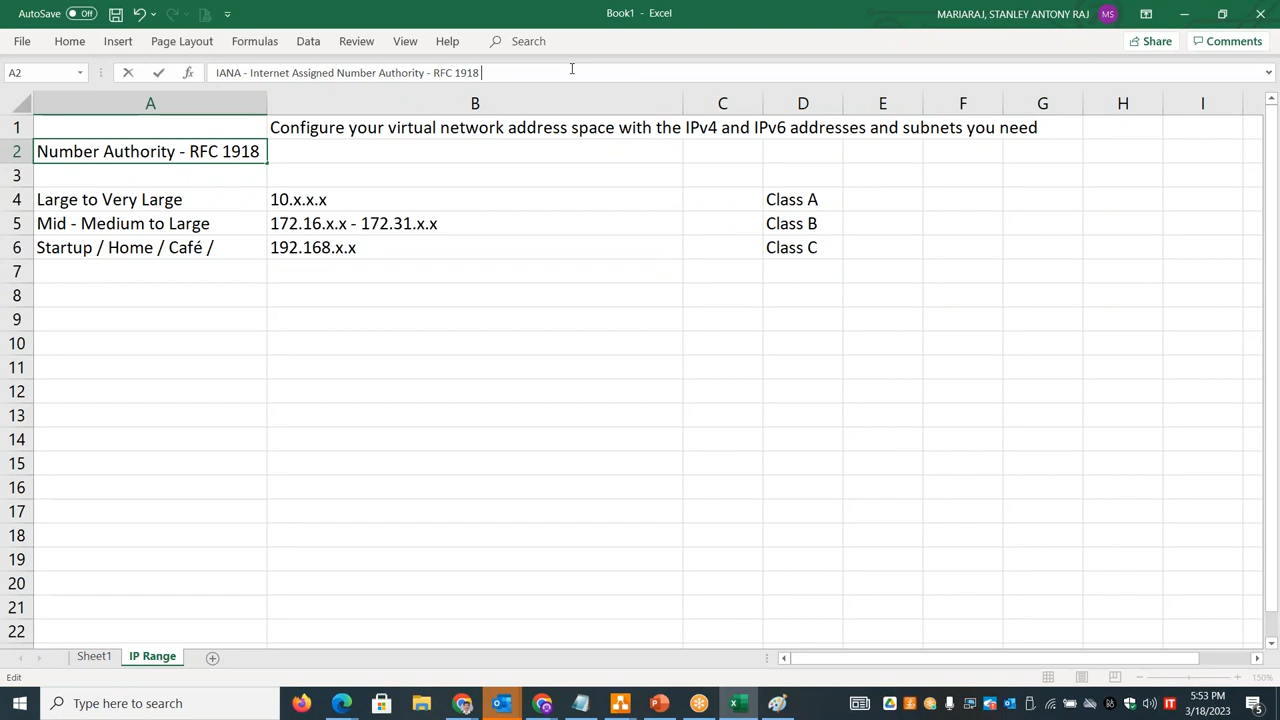 AutoSave Off
Book1 - Excel
MARIARAJ, STANLEY ANTONY RAJ MS
File Home Insert Page Layout Formulas Data Review View Help Search Share Comments
A2 fx IANA - Internet Assigned Number Authority - RFC 1918
A B C D E F G H I
1 Configure your virtual network address space with the IPv4 and IPv6 addresses and subnets you need
2 Number Authority - RFC 1918
3
4 Large to Very Large 10.x.x.x Class A
5 Mid - Medium to Large 172.16.x.x - 172.31.x.x Class B
6 Startup / Home / Café / 192.168.x.x Class C
7
8
9
10
11
12
13
14
15
16
17
18
19
20
21
22
Sheet1 IP Range
Edit 150%
Type here to search
IT
5:53 PM
3/18/2023
5